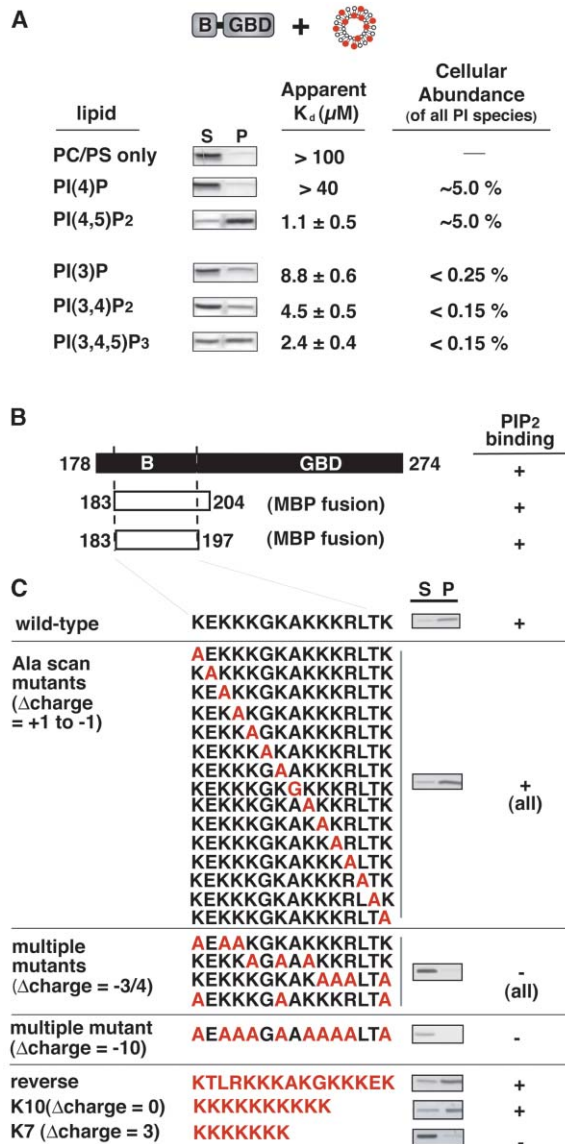 A
B GBD +
lipid S P Apparent Kd (µM) Cellular Abundance (of all PI species)
PC/PS only > 100 —
PI(4)P > 40 ~5.0 %
PI(4,5)P2 1.1 ± 0.5 ~5.0 %
PI(3)P 8.8 ± 0.6 < 0.25 %
PI(3,4)P2 4.5 ± 0.5 < 0.15 %
PI(3,4,5)P3 2.4 ± 0.4 < 0.15 %
B
PIP2 binding
178 B GBD 274 +
183 204 (MBP fusion) +
183 197 (MBP fusion) +
C
S P
wild-type KEKKKGKAKKKRLTK +
Ala scan mutants (Δcharge = +1 to -1)
AEKKKGKAKKKRLTK
KAKKKGKAKKKRLTK
KEAKKGKAKKKRLTK
KEKAKGKAKKKRLTK
KEKKAGKAKKKRLTK
KEKKKAKAKKKRLTK
KEKKKGAAKKKRLTK
KEKKKGKGKKKRLTK
KEKKKGKAAKKRLTK
KEKKKGKAKAKRLTK
KEKKKGKAKKARLTK
KEKKKGKAKKKALTK
KEKKKGKAKKKRATK
KEKKKGKAKKKRLAK
KEKKKGKAKKKRLTA
+ (all)
multiple mutants (Δcharge = -3/4)
AEAAKGKAKKKRLTK
KEKKAGAAAKKRLTK
KEKKKGKAKAAALTA
AEKKKGAAKKKALTA
- (all)
multiple mutant (Δcharge = -10) AEAAAGAAAAAALTA -
reverse KTLRKKKAKGKKKEK +
K10(Δcharge = 0) KKKKKKKKKK +
K7 (Δcharge = 3) KKKKKKK -